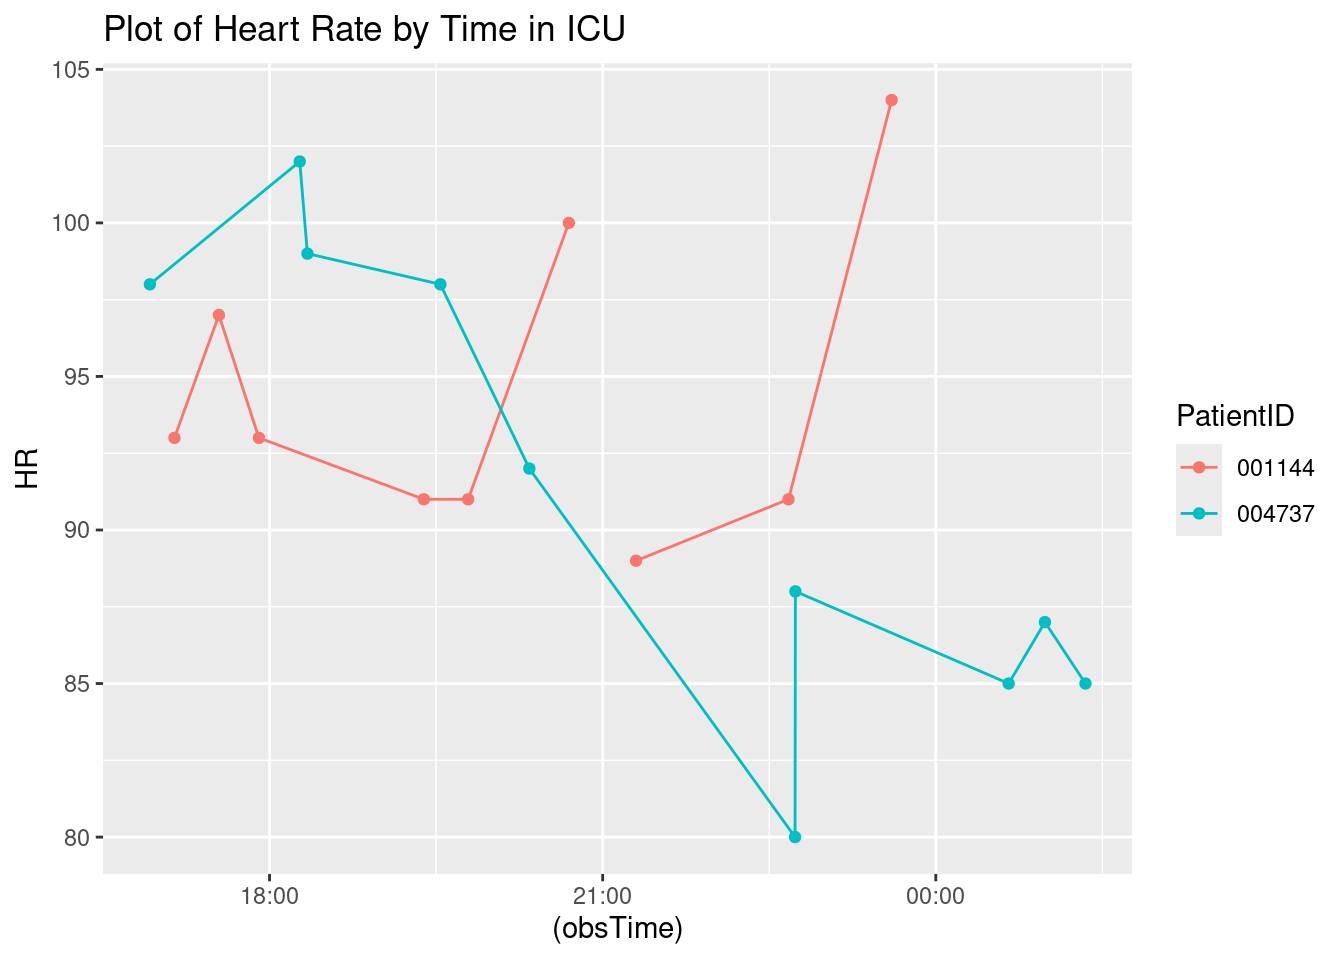 Plot of Heart Rate by Time in ICU
105
100
95
90
85
80
HR
18:00 21:00 00:00
(obsTime)
PatientID
001144
004737